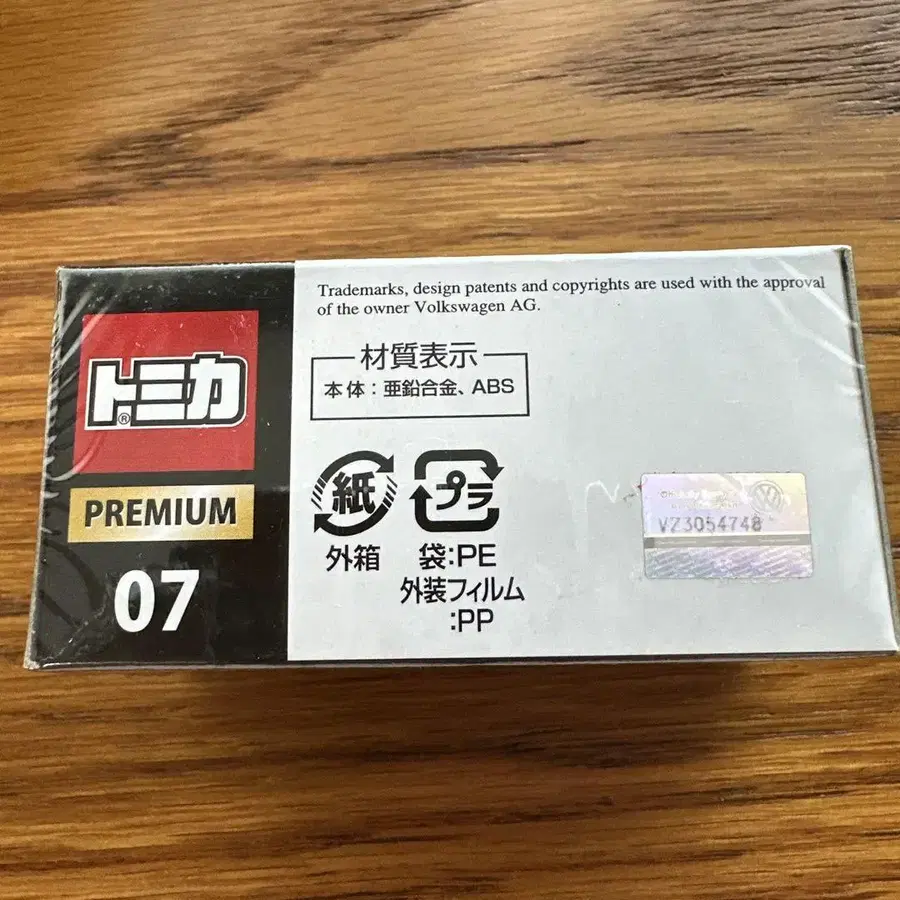 トミカ®
PREMIUM
07
Trademarks, design patents and copyrights are used with the approval
of the owner Volkswagen AG.
材質表示
本体：亜鉛合金、ABS
紙
外箱
プラ
袋:PE
外装フィルム
:PP
VZ3054748